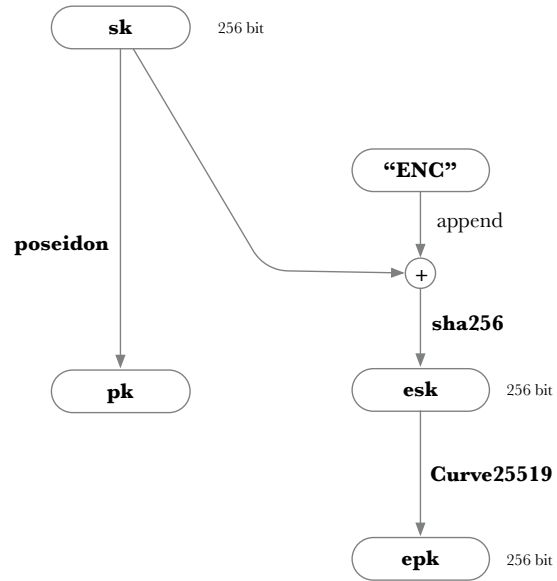 sk
256 bit
“ENC”
append
poseidon
+
sha256
pk
esk
256 bit
Curve25519
epk
256 bit